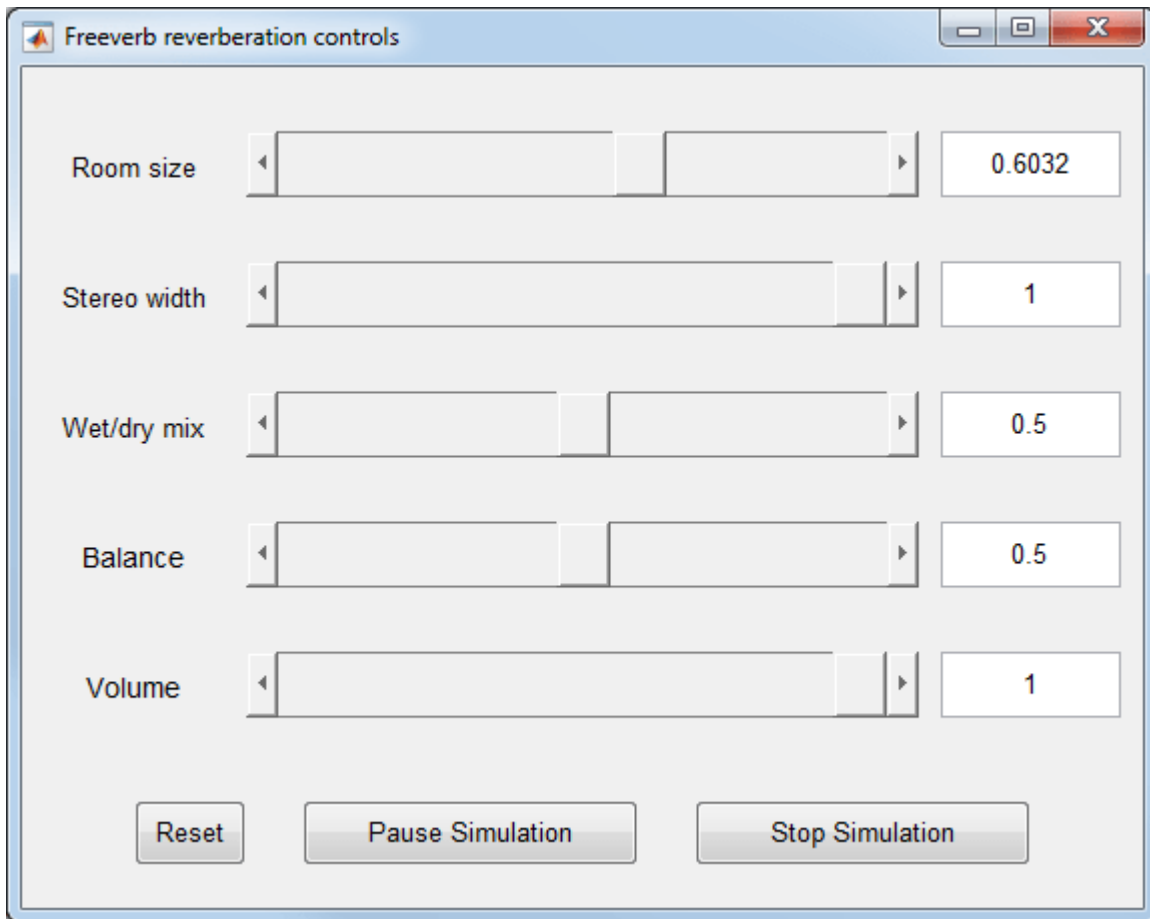 Freeverb reverberation controls
Room size 0.6032
Stereo width 1
Wet/dry mix 0.5
Balance 0.5
Volume 1
Reset Pause Simulation Stop Simulation